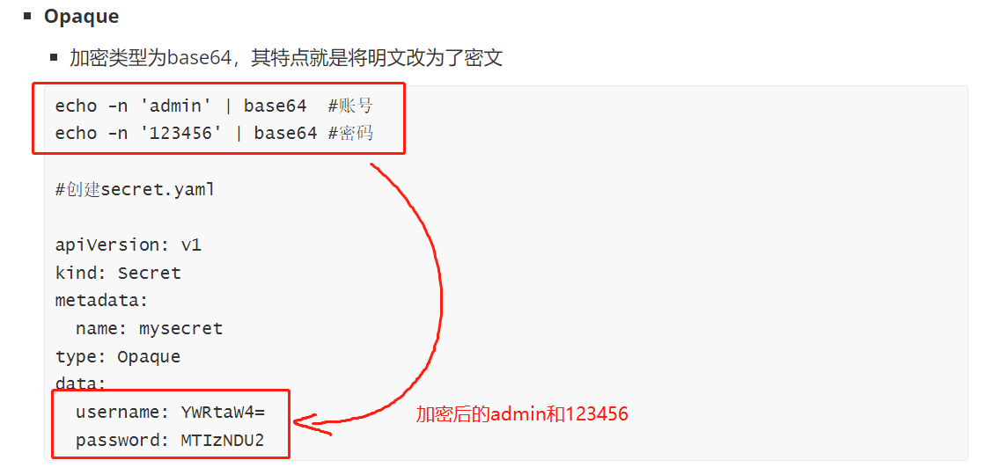 Opaque
加密类型为base64，其特点就是将明文改为了密文
echo -n 'admin' | base64  #账号
echo -n '123456' | base64 #密码
#创建secret.yaml
apiVersion: v1
kind: Secret
metadata:
  name: mysecret
type: Opaque
data:
  username: YWRtaW4=
  password: MTIzNDU2
加密后的admin和123456